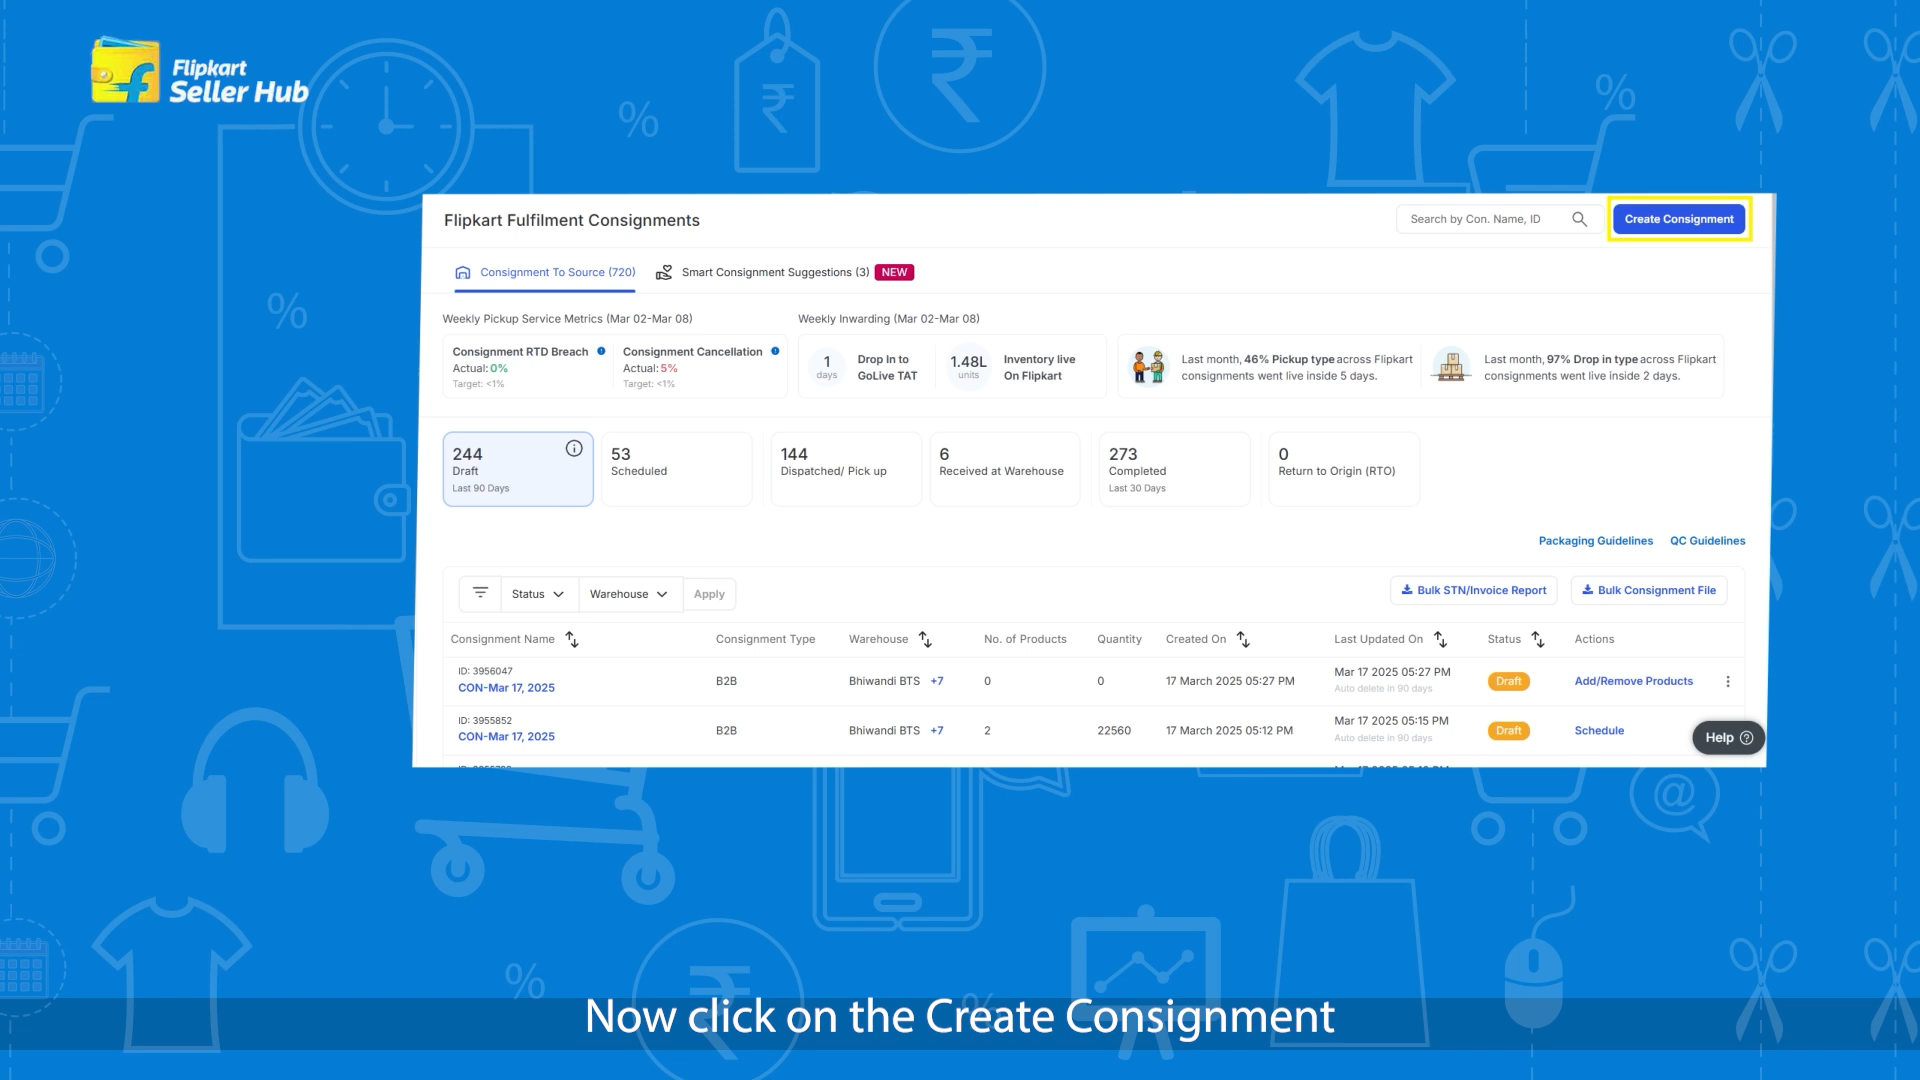 Flipkart
Seller Hub
Flipkart Fulfilment Consignments
Search by Con. Name, ID
Create Consignment
Consignment To Source (720)
Smart Consignment Suggestions (3) NEW
Weekly Pickup Service Metrics (Mar 02-Mar 08)
Consignment RTD Breach
Actual: 0%
Target: <1%
Consignment Cancellation
Actual: 5%
Target: <1%
Weekly Inwarding (Mar 02-Mar 08)
1
days
Drop In to
GoLive TAT
1.48L
units
Inventory live
On Flipkart
Last month, 46% Pickup type across Flipkart
consignments went live inside 5 days.
Last month, 97% Drop in type across Flipkart
consignments went live inside 2 days.
244
Draft
Last 90 Days
53
Scheduled
144
Dispatched/ Pick up
6
Received at Warehouse
273
Completed
Last 30 Days
0
Return to Origin (RTO)
Packaging Guidelines QC Guidelines
Status Warehouse Apply
Bulk STN/Invoice Report Bulk Consignment File
Consignment Name Consignment Type Warehouse No. of Products Quantity Created On Last Updated On Status Actions
ID: 3956047
CON-Mar 17, 2025
B2B Bhiwandi BTS +7 0 0 17 March 2025 05:27 PM
Mar 17 2025 05:27 PM
Auto delete in 90 days
Draft Add/Remove Products
ID: 3955852
CON-Mar 17, 2025
B2B Bhiwandi BTS +7 2 22560 17 March 2025 05:12 PM
Mar 17 2025 05:15 PM
Auto delete in 90 days
Draft Schedule
Help
Now click on the Create Consignment